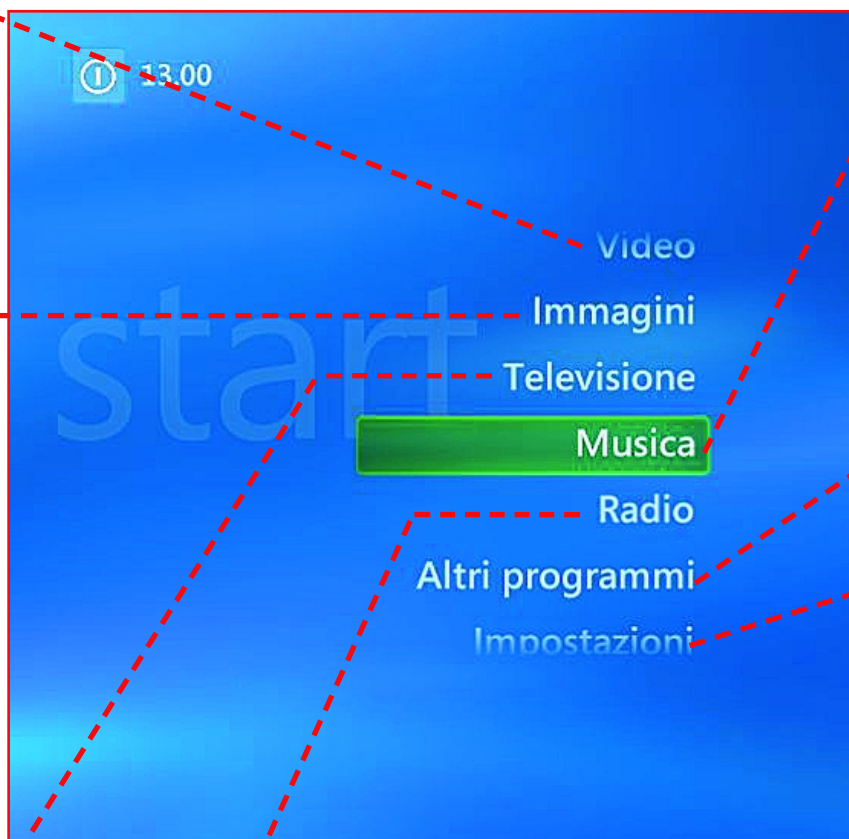 13.00
Video
Immagini
start
Televisione
Musica
Radio
Altri programmi
Impostazioni